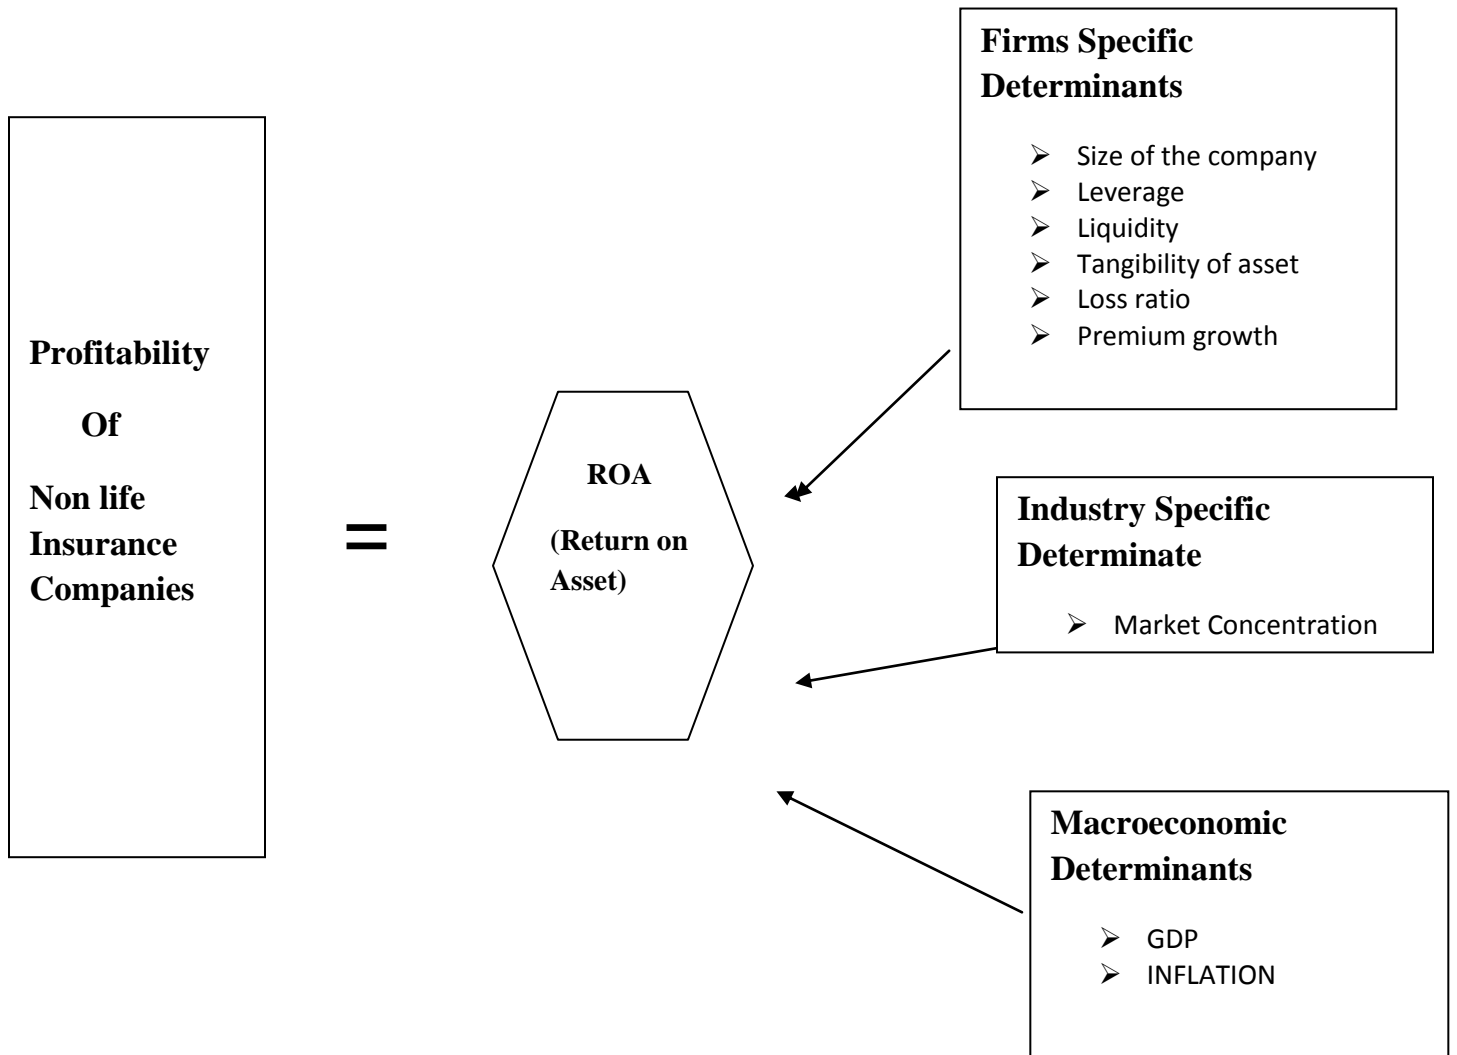 Profitability
Of
Non life
Insurance
Companies
=
ROA
(Return on
Asset)
Firms Specific
Determinants
➢ Size of the company
➢ Leverage
➢ Liquidity
➢ Tangibility of asset
➢ Loss ratio
➢ Premium growth
Industry Specific
Determinate
➢ Market Concentration
Macroeconomic
Determinants
➢ GDP
➢ INFLATION